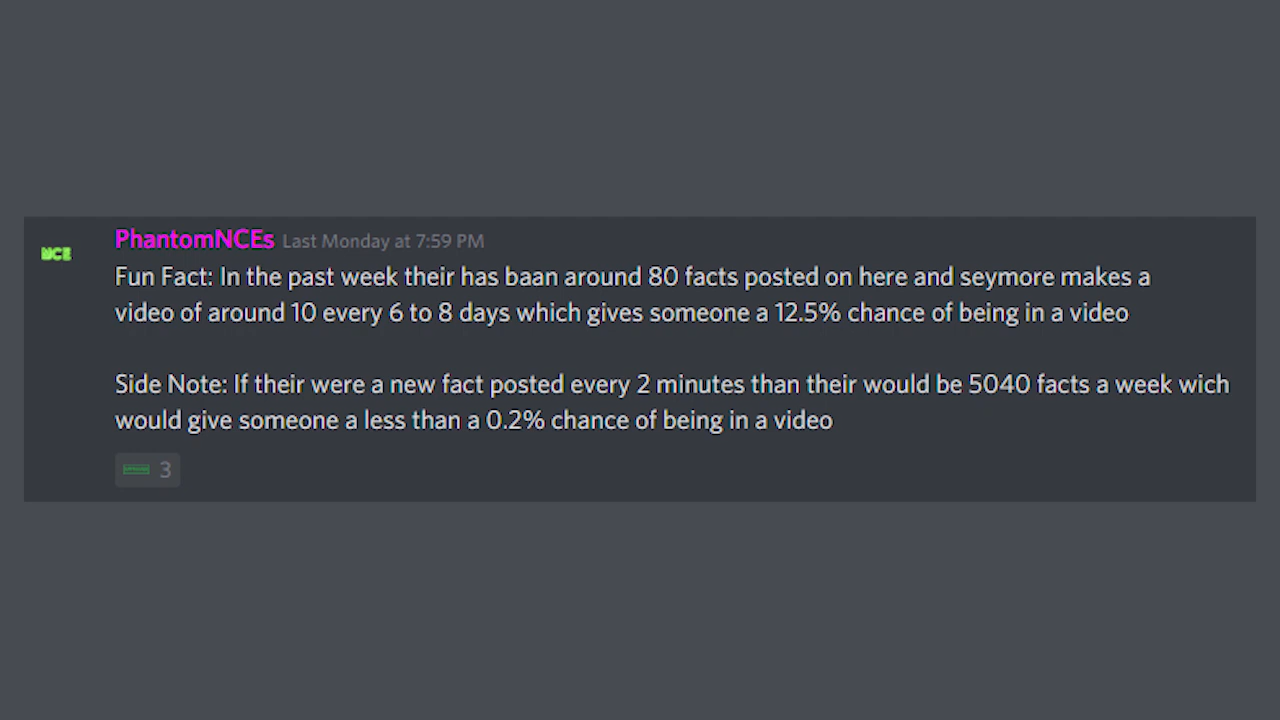 NCE
PhantomNCEs Last Monday at 7:59 PM
Fun Fact: In the past week their has baan around 80 facts posted on here and seymore makes a
video of around 10 every 6 to 8 days which gives someone a 12.5% chance of being in a video
Side Note: If their were a new fact posted every 2 minutes than their would be 5040 facts a week wich
would give someone a less than a 0.2% chance of being in a video
3